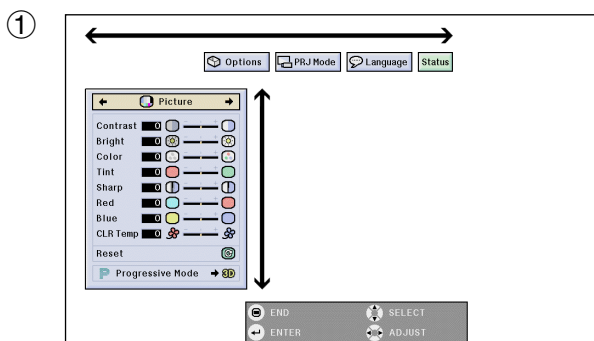 ①
Options PRJ Mode Language Status
Picture
Contrast 0
Bright 0
Color 0
Tint 0
Sharp 0
Red 0
Blue 0
CLR Temp 0
Reset
P Progressive Mode 3D
END SELECT
ENTER ADJUST